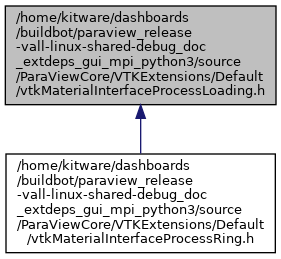 /home/kitware/dashboards
/buildbot/paraview_release
-vall-linux-shared-debug_doc
_extdeps_gui_mpi_python3/source
/ParaViewCore/VTKExtensions/Default
/vtkMaterialInterfaceProcessLoading.h
/home/kitware/dashboards
/buildbot/paraview_release
-vall-linux-shared-debug_doc
_extdeps_gui_mpi_python3/source
/ParaViewCore/VTKExtensions/Default
/vtkMaterialInterfaceProcessRing.h